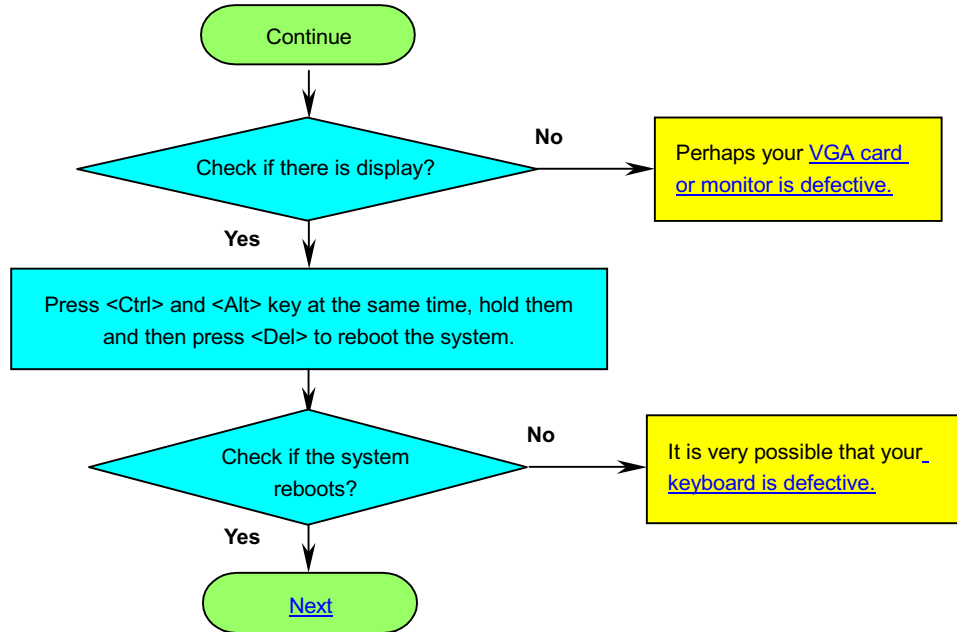 Continue
Check if there is display?
No
Perhaps your VGA card
or monitor is defective.
Yes
Press <Ctrl> and <Alt> key at the same time, hold them
and then press <Del> to reboot the system.
Check if the system
reboots?
No
It is very possible that your
keyboard is defective.
Yes
Next